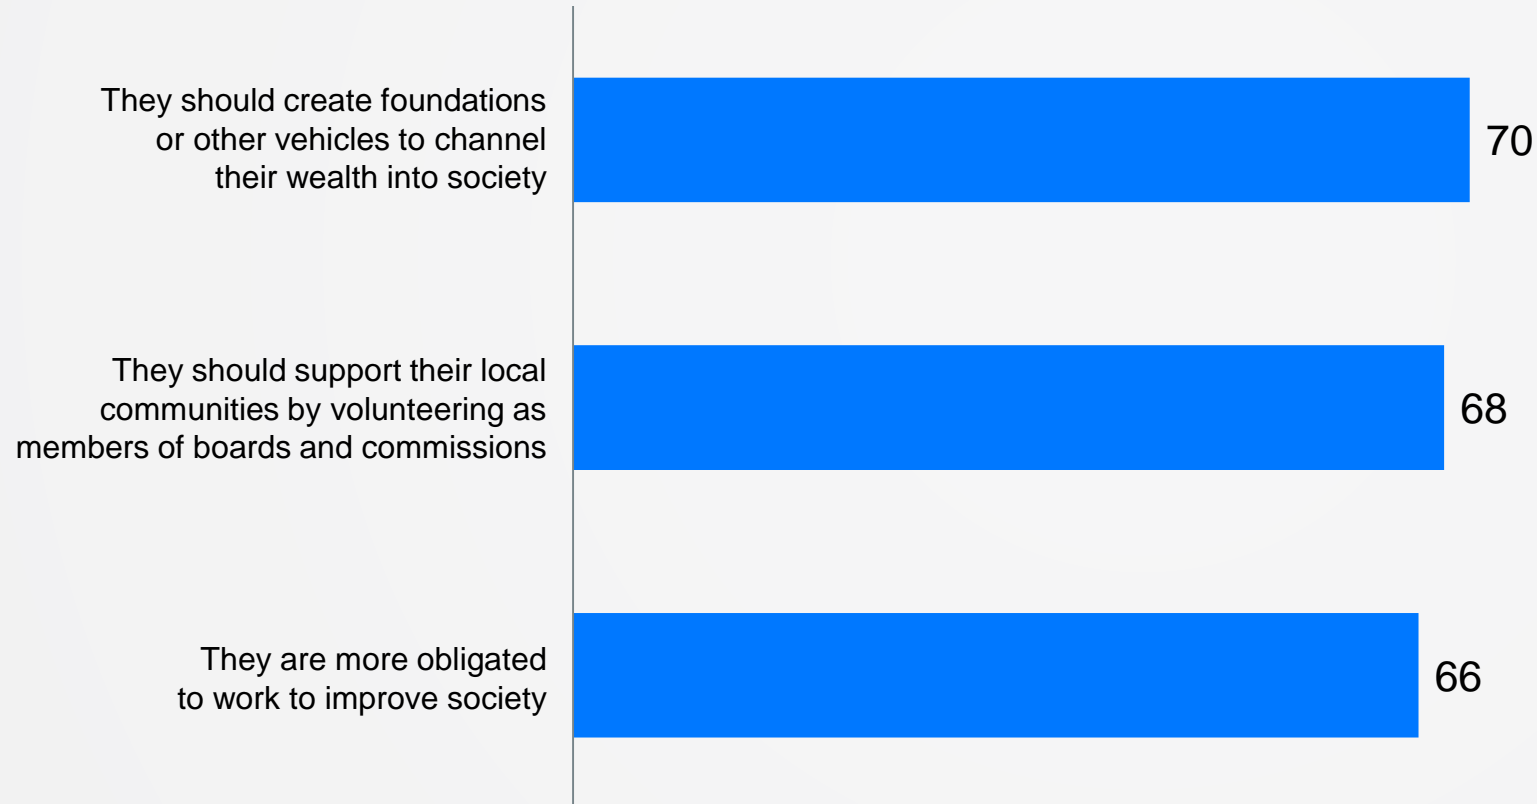 They should create foundations
or other vehicles to channel
their wealth into society
70
They should support their local
communities by volunteering as
members of boards and commissions
68
They are more obligated
to work to improve society
66